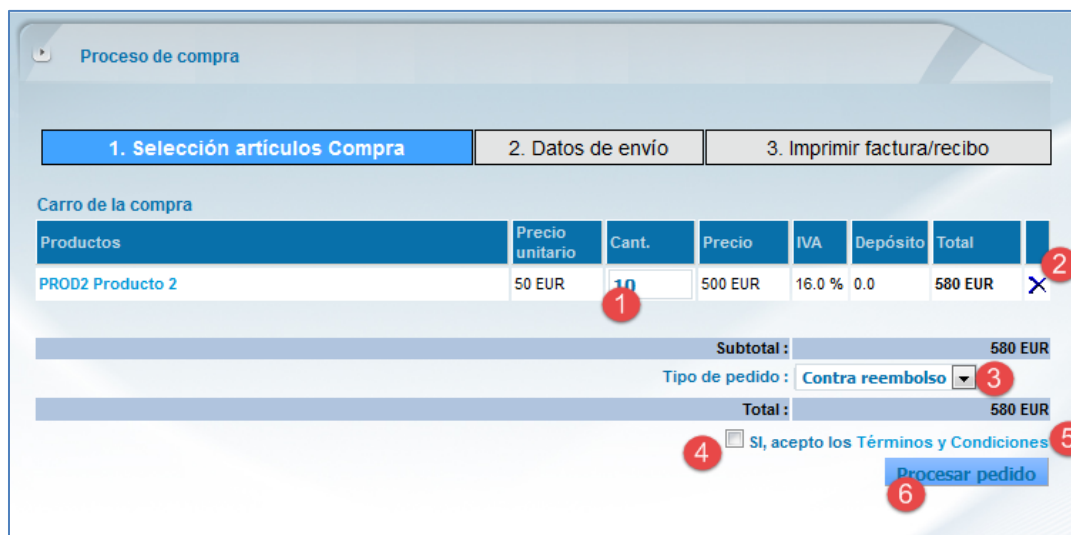 Proceso de compra
1. Selección artículos Compra 2. Datos de envío 3. Imprimir factura/recibo
Carro de la compra
Productos Precio unitario Cant. Precio IVA Depósito Total
2
PROD2 Producto 2 50 EUR 10 500 EUR 16.0 % 0.0 580 EUR X
1
Subtotal : 580 EUR
Tipo de pedido : Contra reembolso 3
Total : 580 EUR
4 SI, acepto los Términos y Condiciones 5
Procesar pedido
6